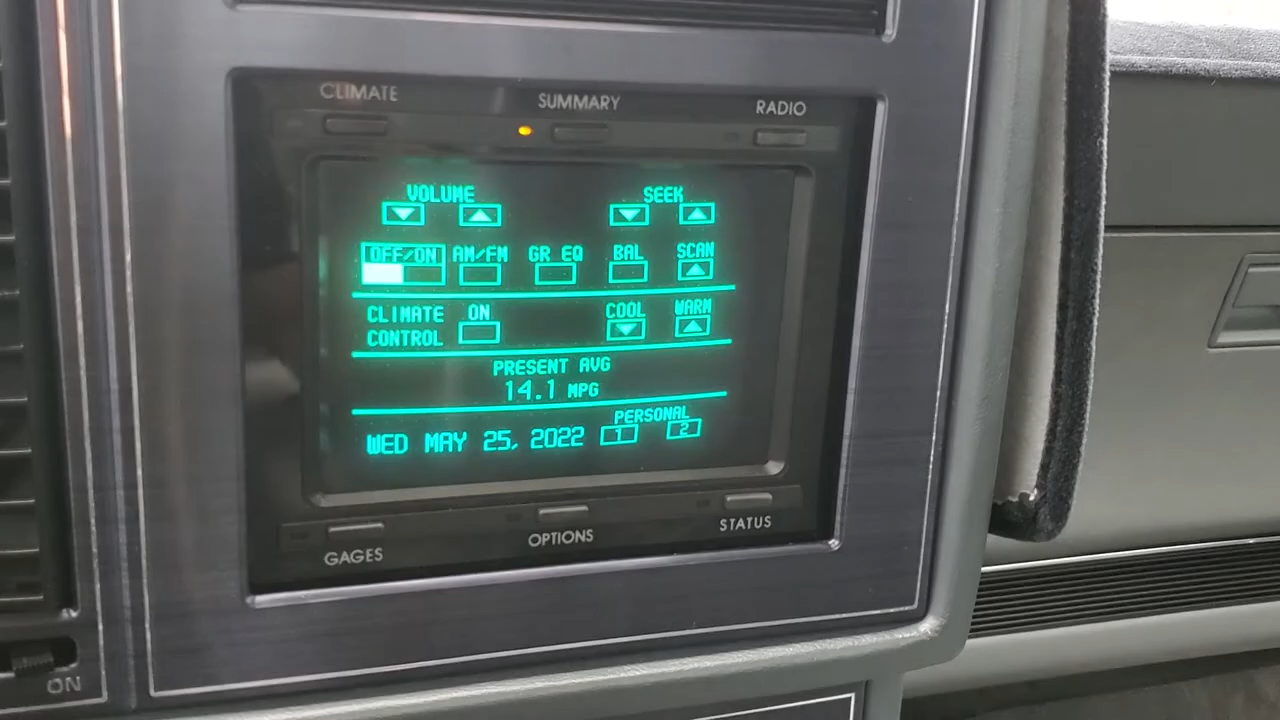 CLIMATE SUMMARY RADIO
VOLUME SEEK
OFF/ON AM/FM GR EQ BAL SCAN
CLIMATE CONTROL ON COOL WARM
PRESENT AVG
14.1 MPG
PERSONAL
WED MAY 25, 2022 1 2
GAGES OPTIONS STATUS
ON